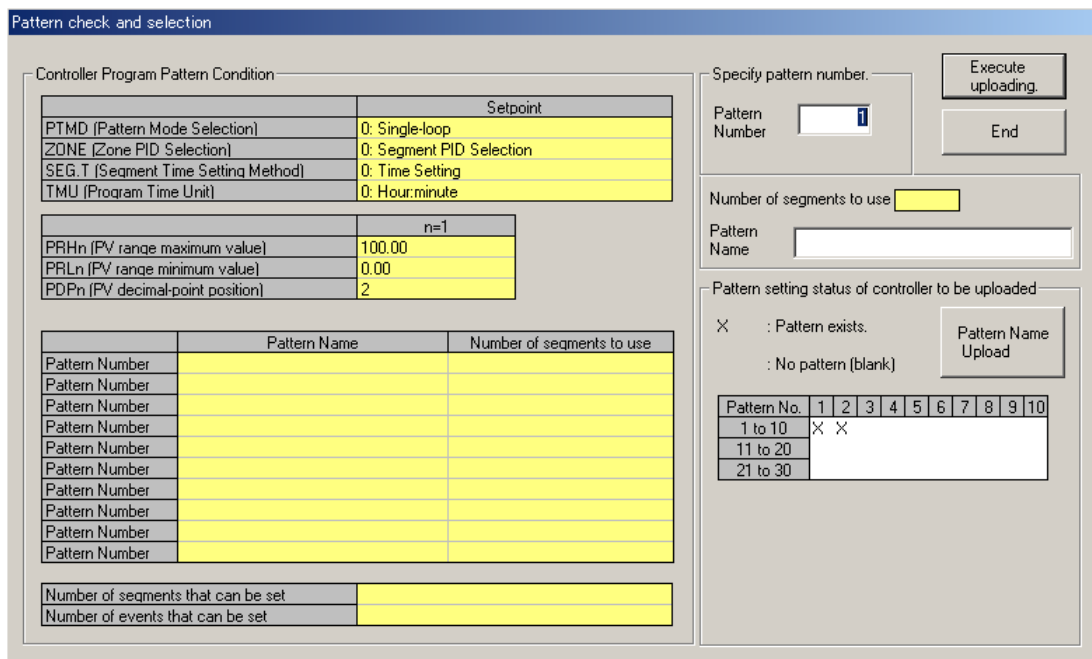 Pattern check and selection
Controller Program Pattern Condition
Setpoint
PTMD (Pattern Mode Selection) 0: Single-loop
ZONE (Zone PID Selection) 0: Segment PID Selection
SEG.T (Segment Time Setting Method) 0: Time Setting
TMU (Program Time Unit) 0: Hour:minute
n=1
PRHn (PV range maximum value) 100.00
PRLn (PV range minimum value) 0.00
PDPn (PV decimal-point position) 2
Pattern Name Number of segments to use
Pattern Number
Pattern Number
Pattern Number
Pattern Number
Pattern Number
Pattern Number
Pattern Number
Pattern Number
Pattern Number
Pattern Number
Number of segments that can be set
Number of events that can be set
Specify pattern number.
Pattern
Number 1
Execute
uploading.
End
Number of segments to use
Pattern
Name
Pattern setting status of controller to be uploaded
X : Pattern exists.
: No pattern (blank)
Pattern Name
Upload
Pattern No. 1 2 3 4 5 6 7 8 9 10
1 to 10 X X
11 to 20
21 to 30